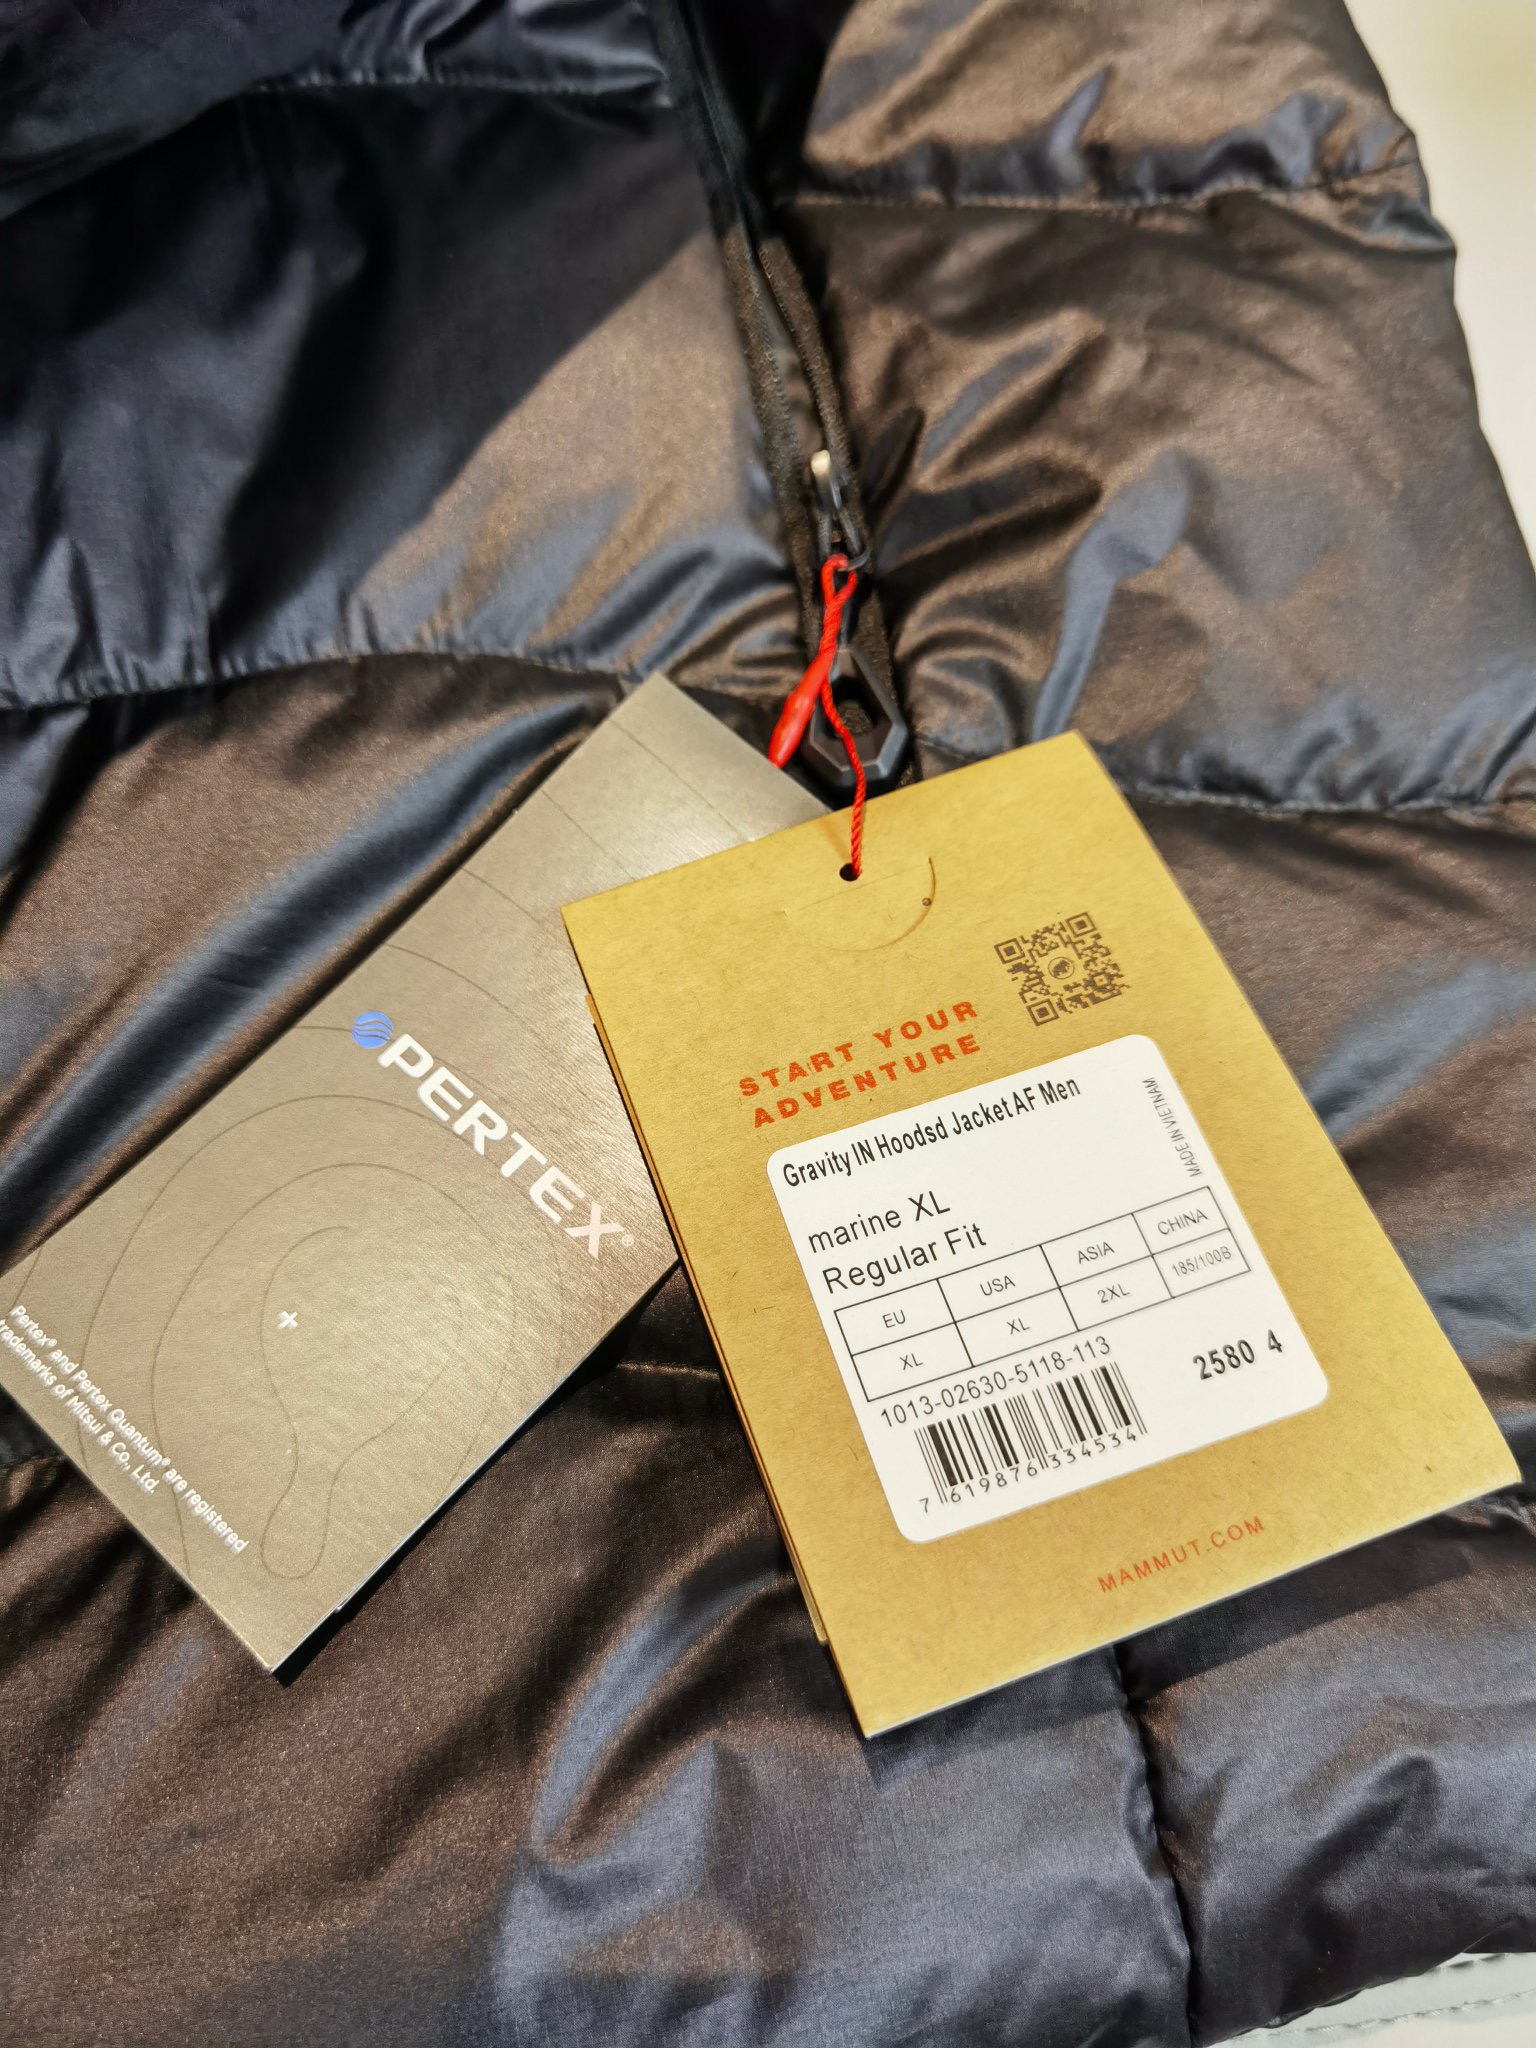 PERTEX®
Pertex® and Pertex Quantum® are registered
trademarks of Mitsui & Co., Ltd.
START YOUR
ADVENTURE
Gravity IN Hoodsd Jacket AF Men
MADE IN VIETNAM
marine XL
Regular Fit
EU USA ASIA CHINA
XL XL 2XL 185/100B
1013-02630-5118-113
2580 4
7 619876 334534
MAMMUT.COM